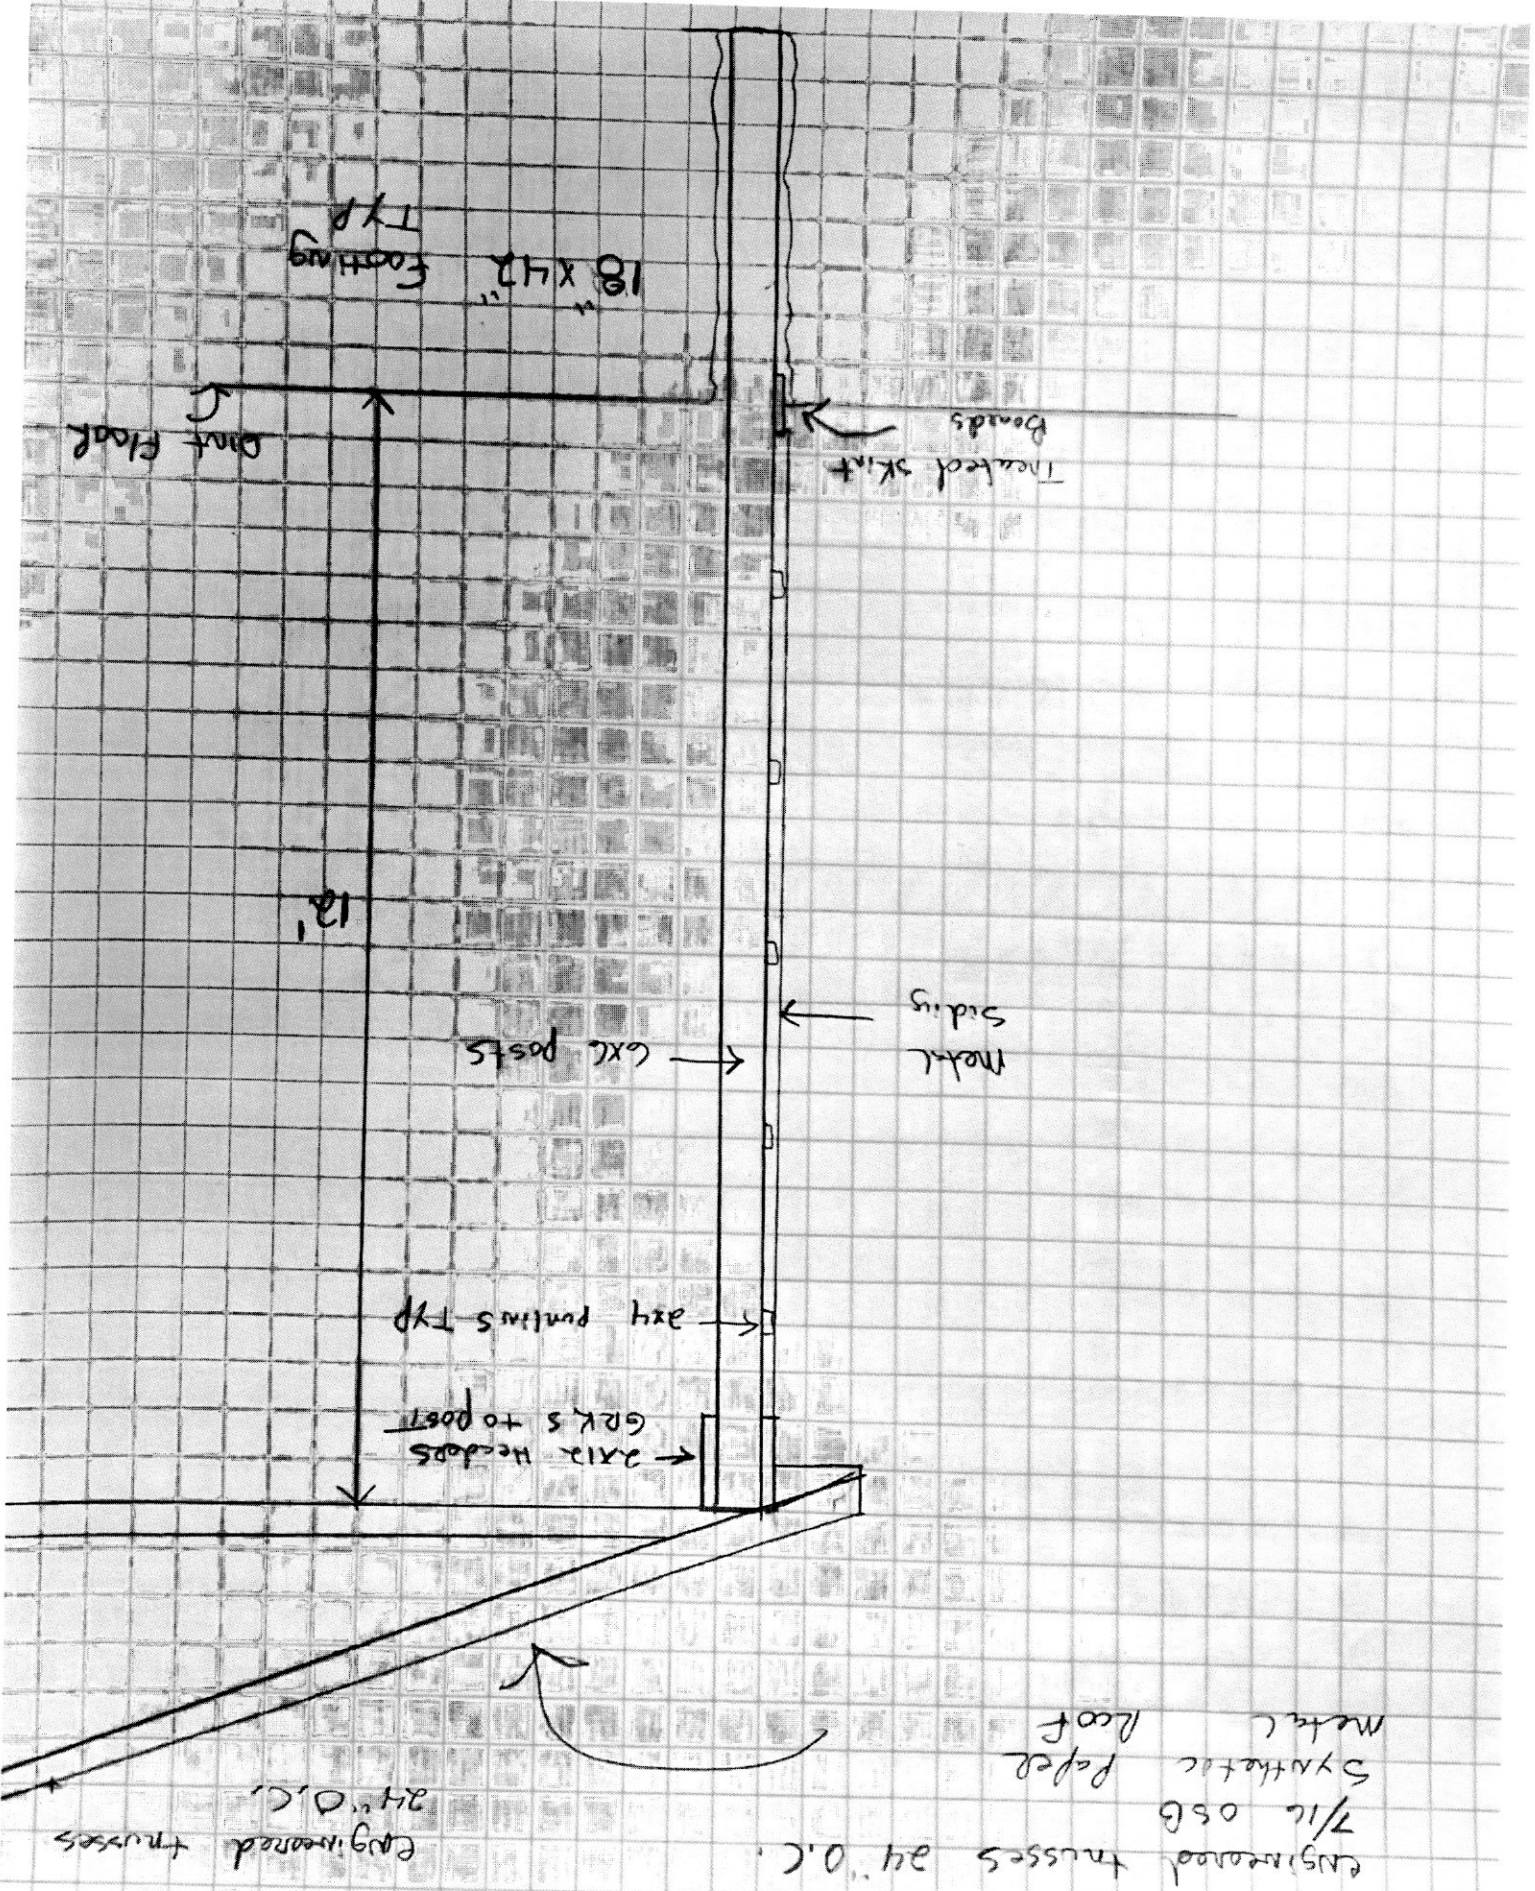 engineered trusses 24" O.C.
7/16 OSB
Synthetic Paper
Metal Roof
engineered trusses
24" O.C.
2x12 Headers
GRK,s to post
2x4 purlins TYP
Metal
Siding
6x6 posts
12'
Treated Skirt
Boards
Dirt Floor
18" x 42" Footing
TYP